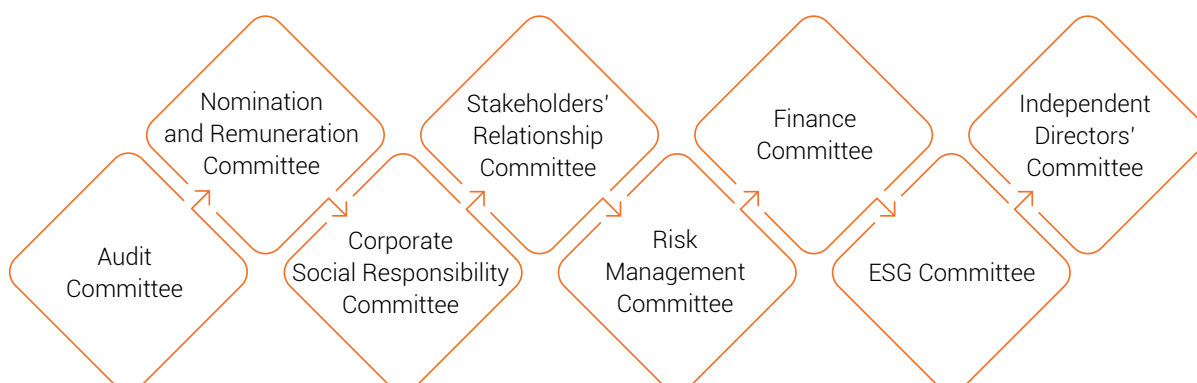 Audit
Committee
Nomination
and Remuneration
Committee
Corporate
Social Responsibility
Committee
Stakeholders’
Relationship
Committee
Risk
Management
Committee
Finance
Committee
ESG Committee
Independent
Directors’
Committee